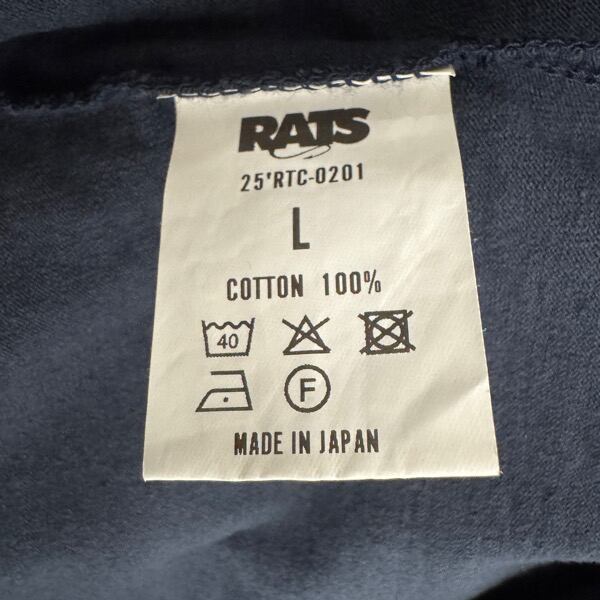 RATS
25'RTC-0201
L
COTTON 100%
40
F
MADE IN JAPAN